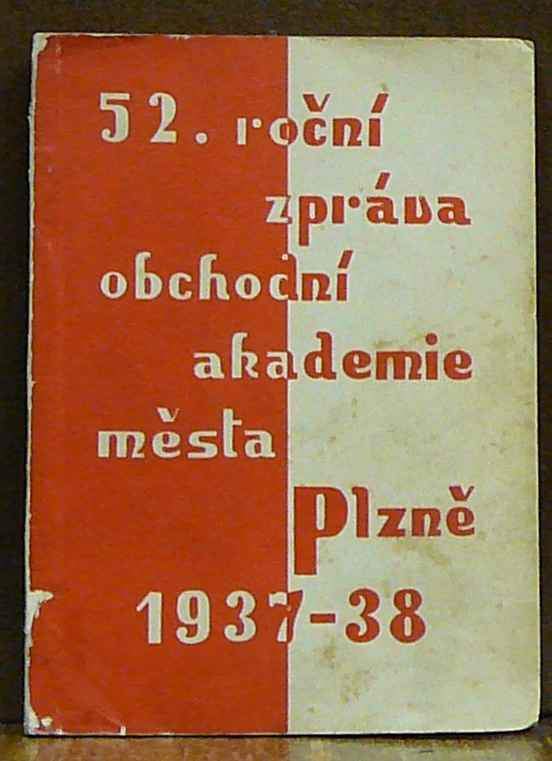 52. roční
zpráva
obchodní
akademie
města
Plzně
1937-38